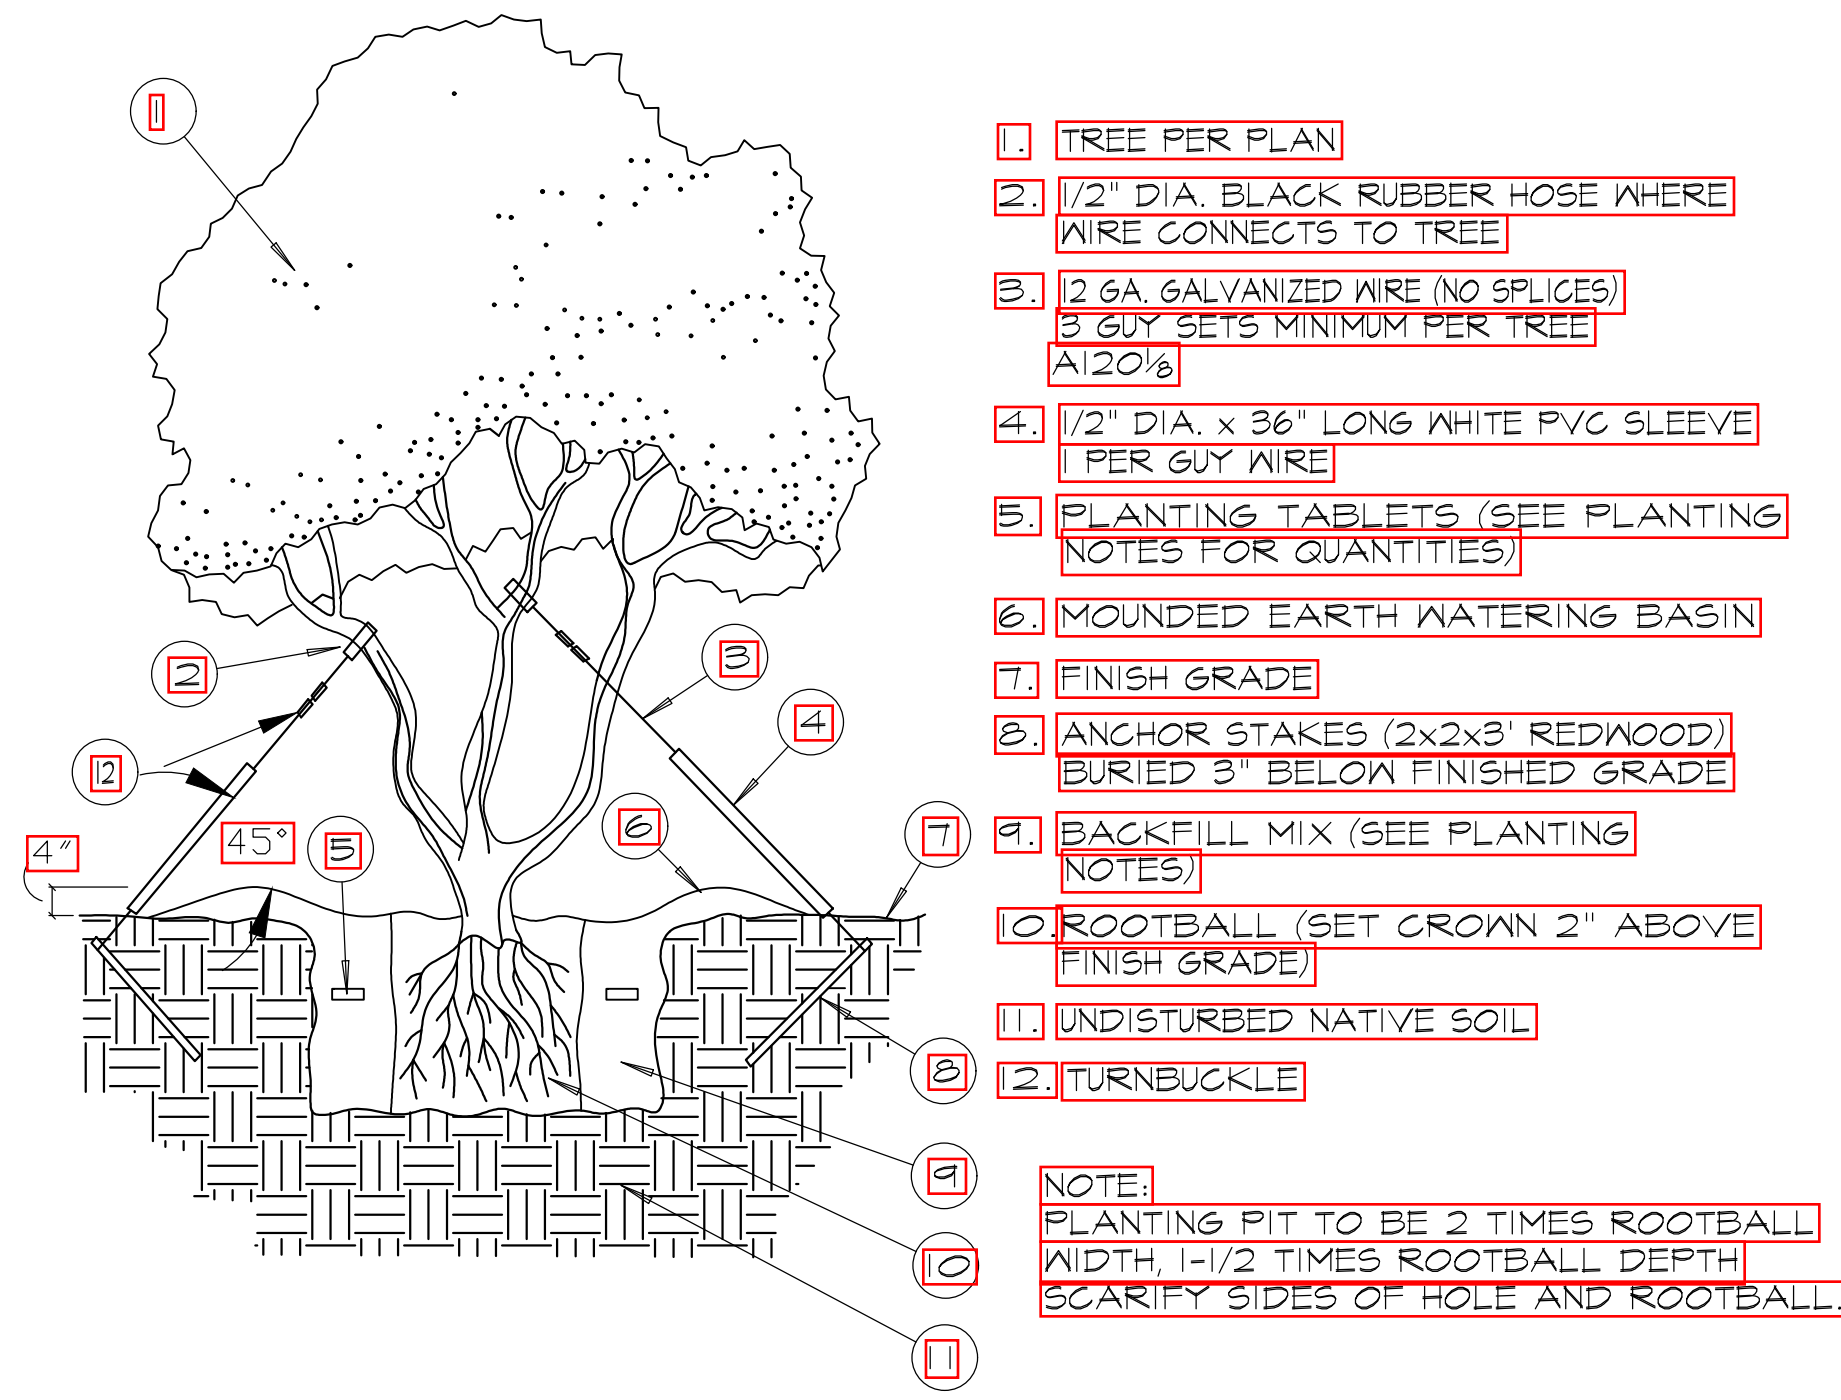 1
1. TREE PER PLAN
2. 1/2" DIA. BLACK RUBBER HOSE WHERE
WIRE CONNECTS TO TREE
3. 12 GA. GALVANIZED WIRE (NO SPLICES)
3 GUY SETS MINIMUM PER TREE
A120⅛
4. 1/2" DIA. x 36" LONG WHITE PVC SLEEVE
1 PER GUY WIRE
5. PLANTING TABLETS (SEE PLANTING
NOTES FOR QUANTITIES)
6. MOUNDED EARTH WATERING BASIN
7. FINISH GRADE
8. ANCHOR STAKES (2x2x3' REDWOOD)
BURIED 3" BELOW FINISHED GRADE
9. BACKFILL MIX (SEE PLANTING
NOTES)
10. ROOTBALL (SET CROWN 2" ABOVE
FINISH GRADE)
11. UNDISTURBED NATIVE SOIL
12. TURNBUCKLE
NOTE:
PLANTING PIT TO BE 2 TIMES ROOTBALL
WIDTH, 1-1/2 TIMES ROOTBALL DEPTH
SCARIFY SIDES OF HOLE AND ROOTBALL.
2
3
4
12
45°
5
6
7
4"
8
9
10
11